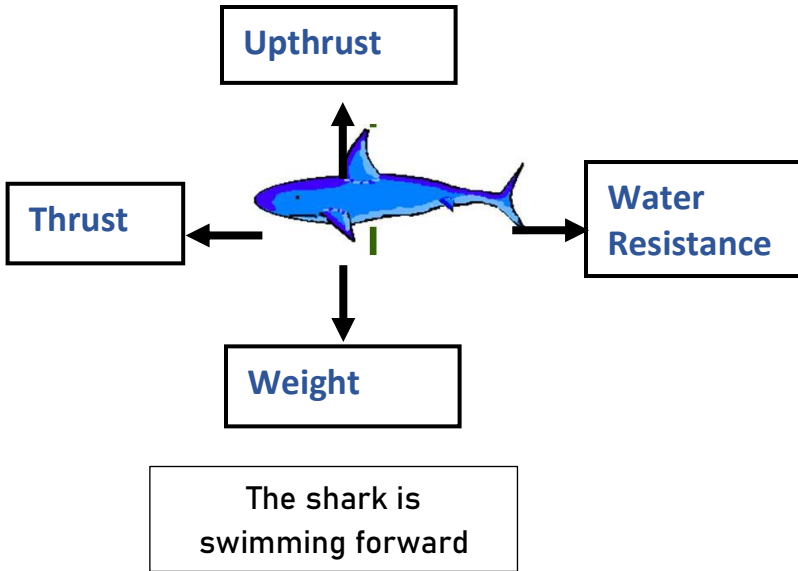 Upthrust
Thrust
Water
Resistance
Weight
The shark is
swimming forward